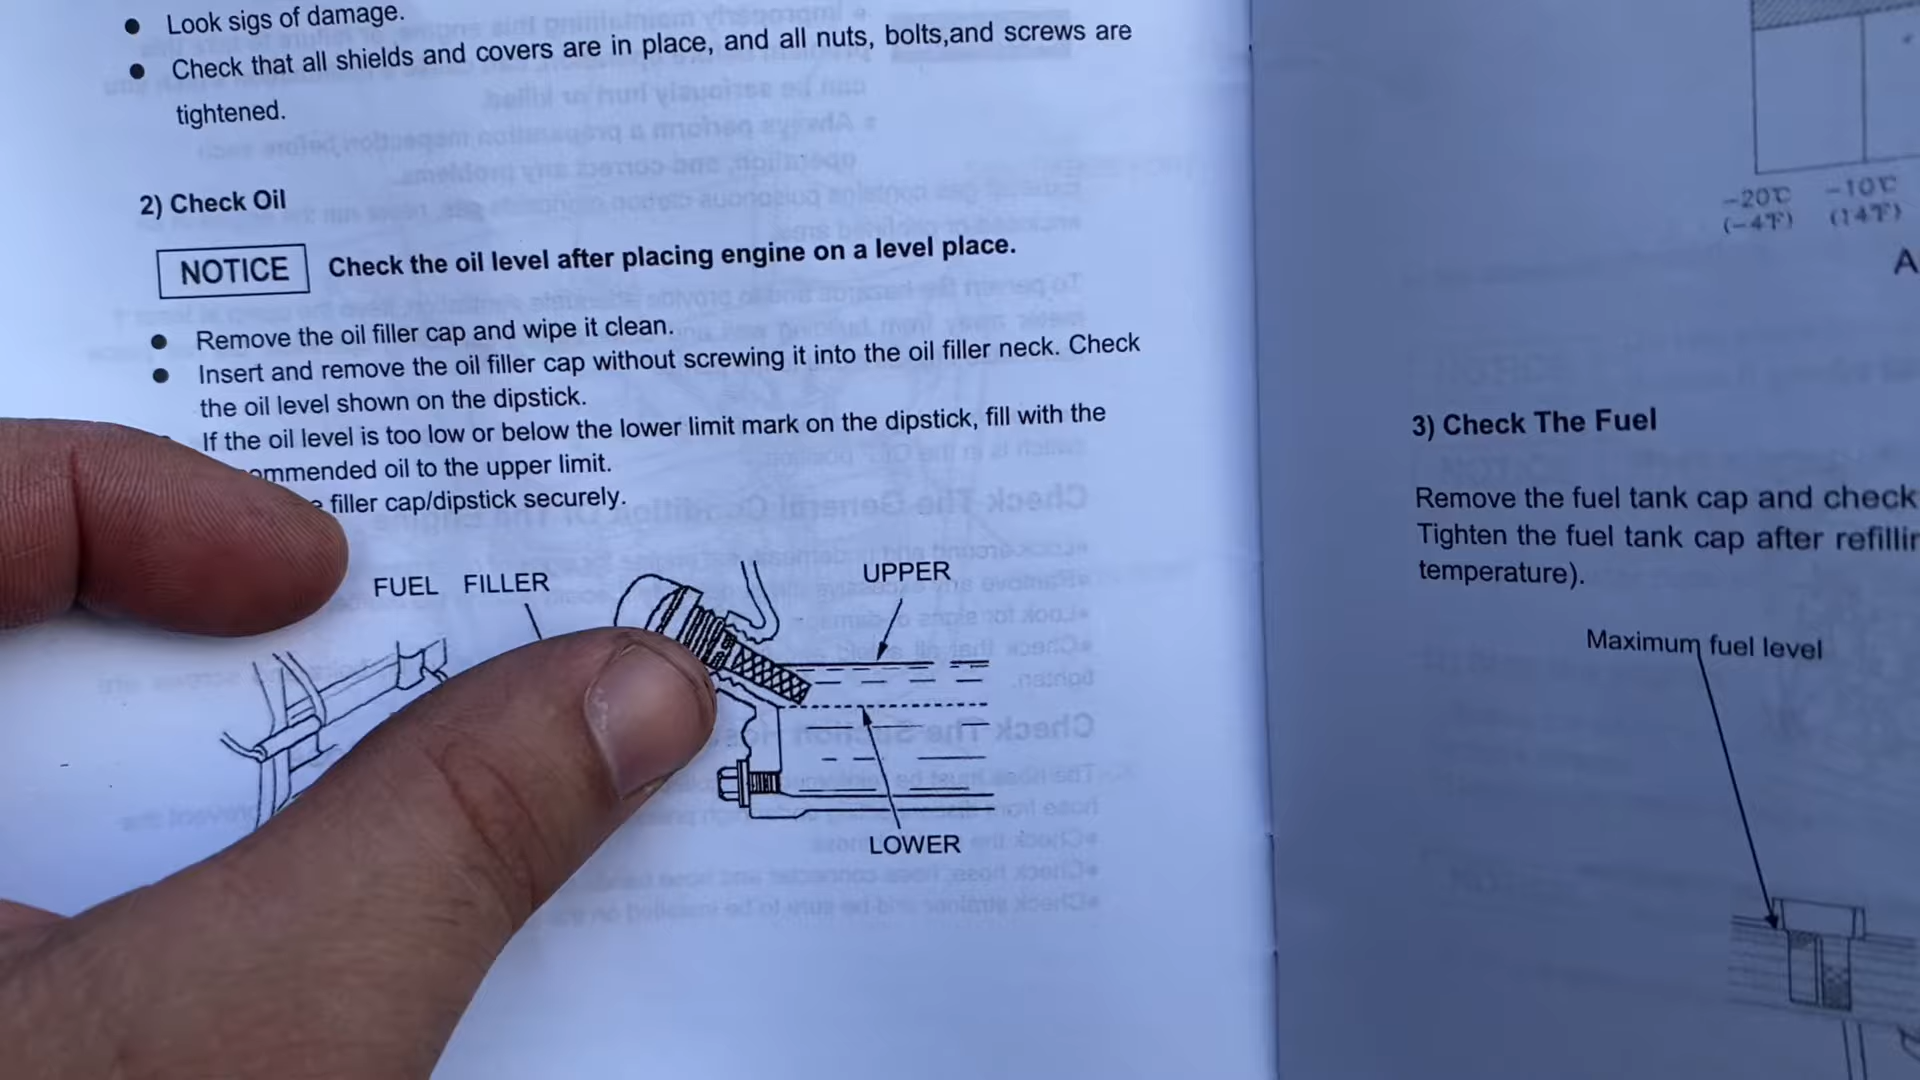 ● Look sigs of damage.
● Check that all shields and covers are in place, and all nuts, bolts,and screws are
tightened.
2) Check Oil
NOTICE Check the oil level after placing engine on a level place.
● Remove the oil filler cap and wipe it clean.
● Insert and remove the oil filler cap without screwing it into the oil filler neck. Check
the oil level shown on the dipstick.
If the oil level is too low or below the lower limit mark on the dipstick, fill with the
ommended oil to the upper limit.
filler cap/dipstick securely.
FUEL FILLER
UPPER
LOWER
-20℃ -10℃
(-4℉) (14℉)
A
3) Check The Fuel
Remove the fuel tank cap and check
Tighten the fuel tank cap after refillin
temperature).
Maximum fuel level